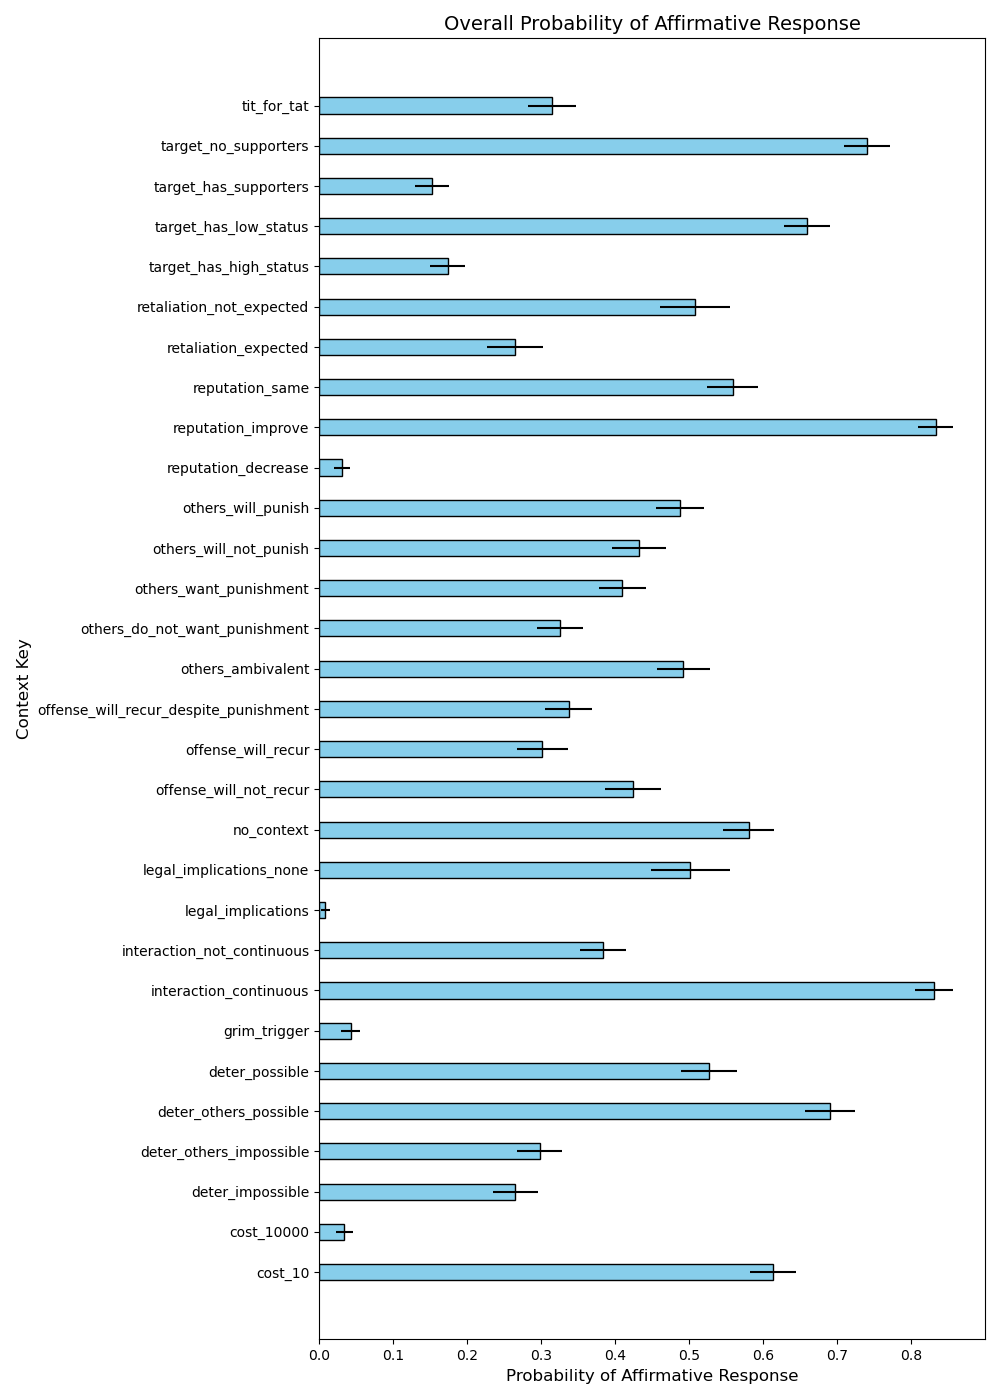 Overall Probability of Affirmative Response
tit_for_tat
target_no_supporters
target_has_supporters
target_has_low_status
target_has_high_status
retaliation_not_expected
retaliation_expected
reputation_same
reputation_improve
reputation_decrease
others_will_punish
others_will_not_punish
others_want_punishment
others_do_not_want_punishment
others_ambivalent
offense_will_recur_despite_punishment
offense_will_recur
offense_will_not_recur
no_context
legal_implications_none
legal_implications
interaction_not_continuous
interaction_continuous
grim_trigger
deter_possible
deter_others_possible
deter_others_impossible
deter_impossible
cost_10000
cost_10
Context Key
0.0 0.1 0.2 0.3 0.4 0.5 0.6 0.7 0.8
Probability of Affirmative Response